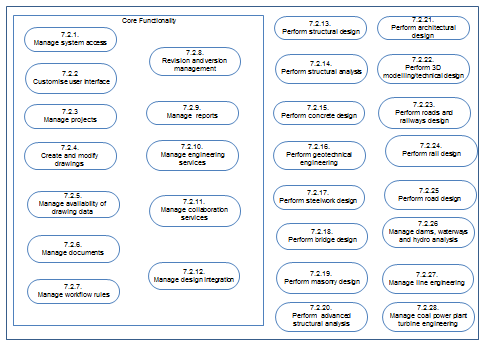 Core Functionality
7.2.1.
Manage system access
7.2.2
Customise user interface
7.2.3
Manage projects
7.2.4.
Create and modify
drawings
7.2.5.
Manage availability of
drawing data
7.2.6.
Manage documents
7.2.7.
Manage workflow rules
7.2.8.
Revision and version
management
7.2.9.
Manage reports
7.2.10.
Manage engineering
services
7.2.11.
Manage collaboration
services
7.2.12.
Manage design integration
7.2.13.
Perform structural design
7.2.14.
Perform structural analysis
7.2.15.
Perform concrete design
7.2.16.
Perform geotechnical
engineering
7.2.17.
Perform steelwork design
7.2.18.
Perform bridge design
7.2.19.
Perform masonry design
7.2.20.
Perform advanced
structural analysis
7.2.21.
Perform architectural
design
7.2.22.
Perform 3D
modelling/technical design
7.2.23.
Perform roads and
railways design
7.2.24.
Perform rail design
7.2.25
Perform road design
7.2.26
Manage dams, waterways
and hydro analysis
7.2.27.
Manage line engineering
7.2.28.
Manage coal power plant
turbine engineering